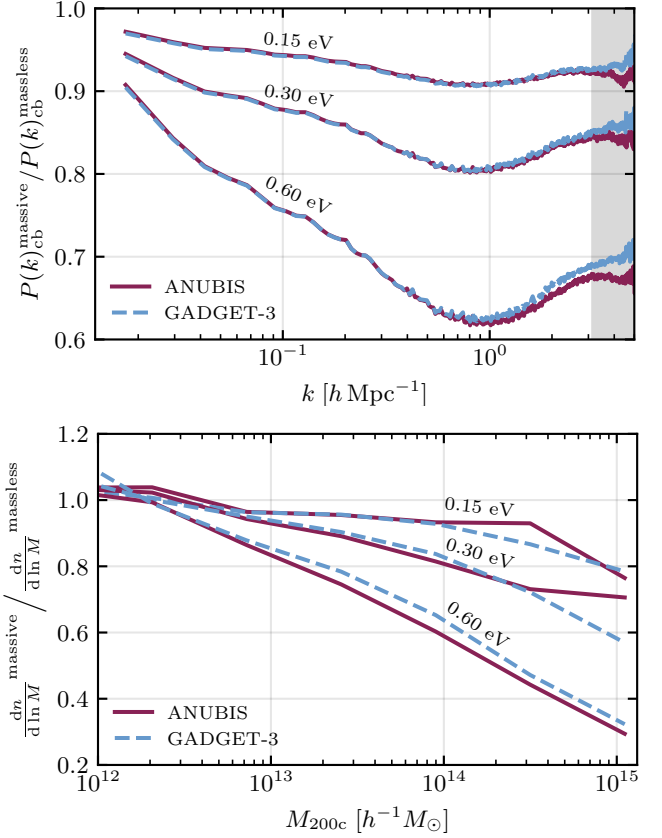 1.0
0.15 eV
0.9
0.30 eV
0.8
0.60 eV
0.7
0.6
P(k)_cb^massive / P(k)_cb^massless
ANUBIS
GADGET-3
10^−1
10^0
k [h Mpc^−1]
1.2
1.0
0.15 eV
0.8
0.30 eV
0.6
0.60 eV
0.4
0.2
dn/d ln M^massive / dn/d ln M^massless
ANUBIS
GADGET-3
10^12
10^13
10^14
10^15
M_200c [h^−1 M_⊙]